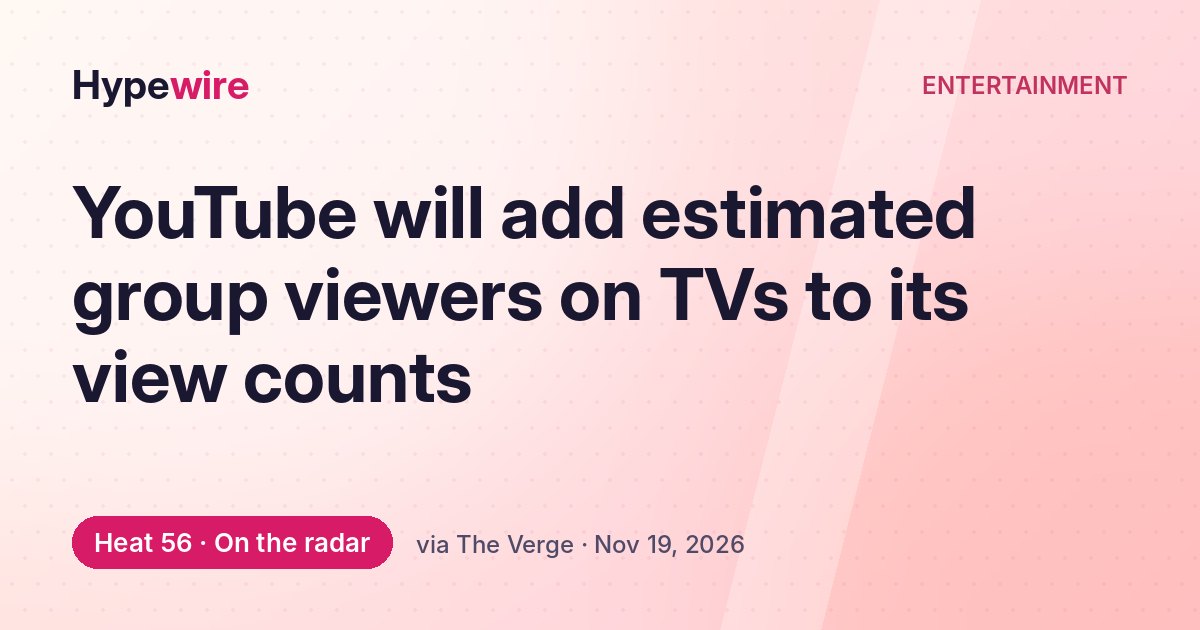 Hypewire
ENTERTAINMENT
YouTube will add estimated
group viewers on TVs to its
view counts
Heat 56 · On the radar
via The Verge · Nov 19, 2026